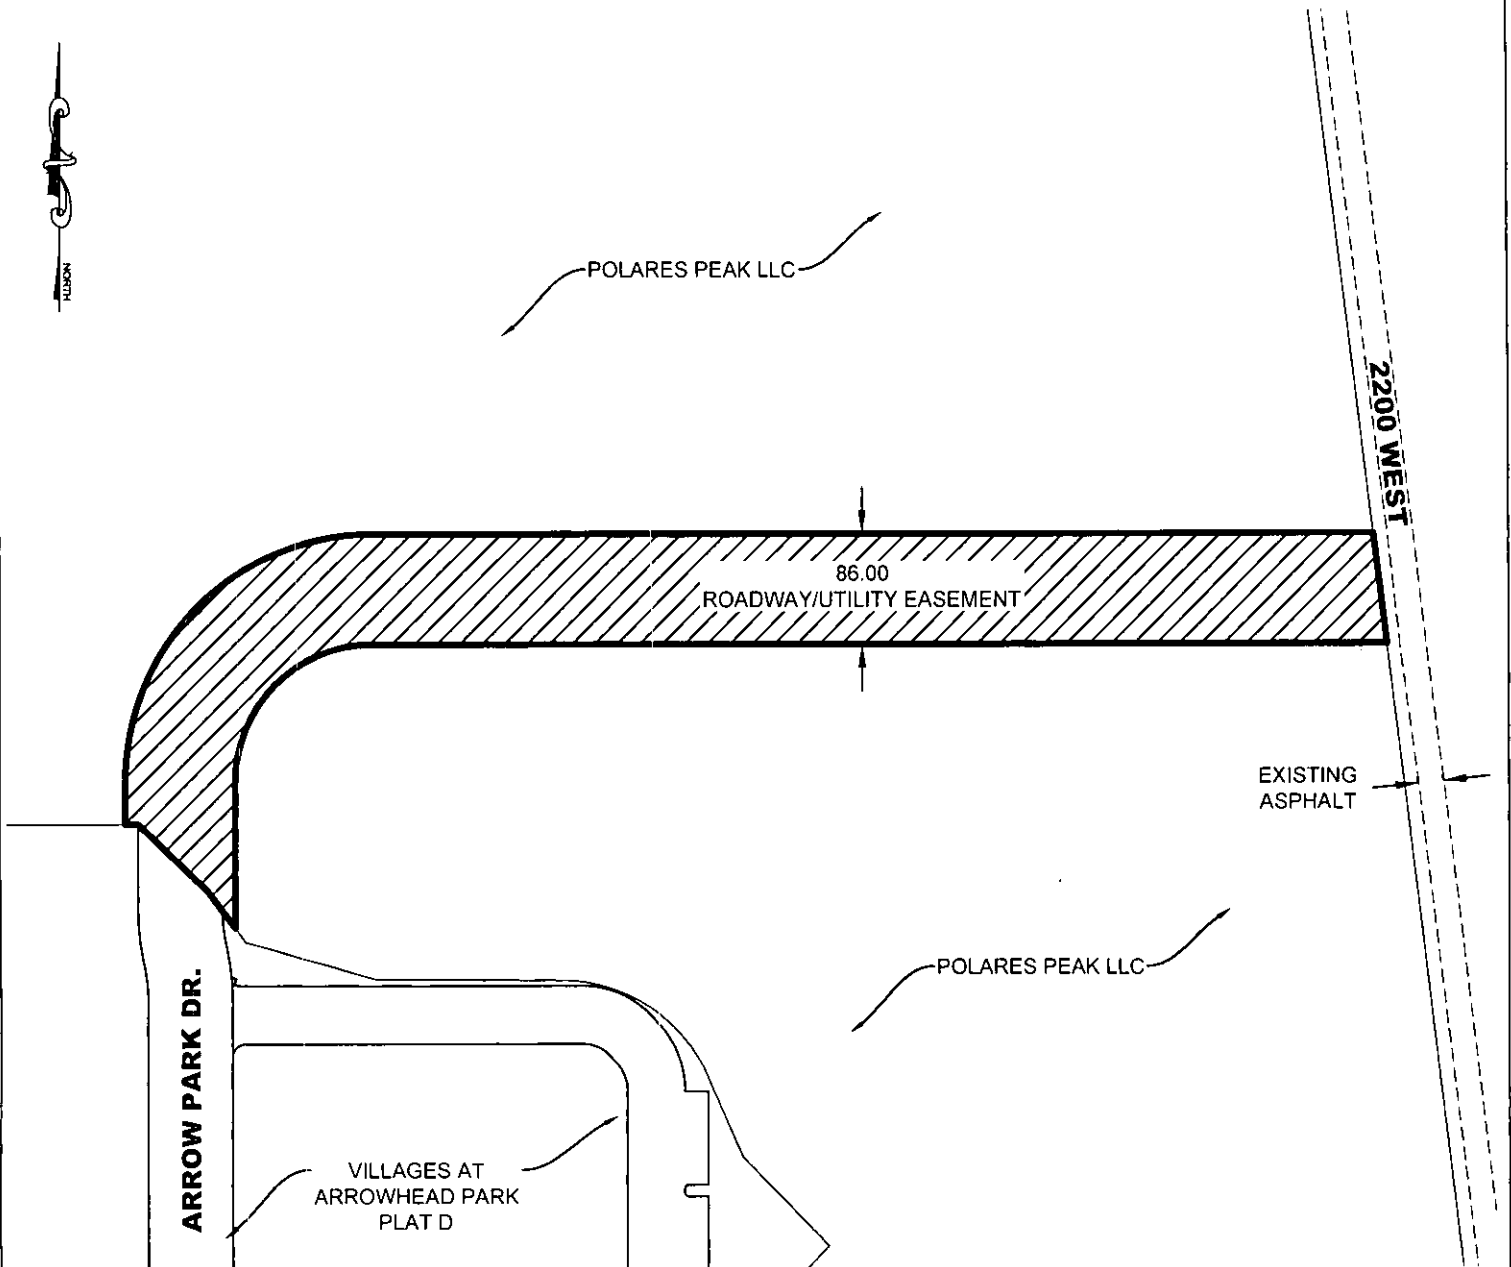 NORTH
POLARES PEAK LLC
2200 WEST
86.00
ROADWAY/UTILITY EASEMENT
EXISTING
ASPHALT
POLARES PEAK LLC
ARROW PARK DR.
VILLAGES AT
ARROWHEAD PARK
PLAT D